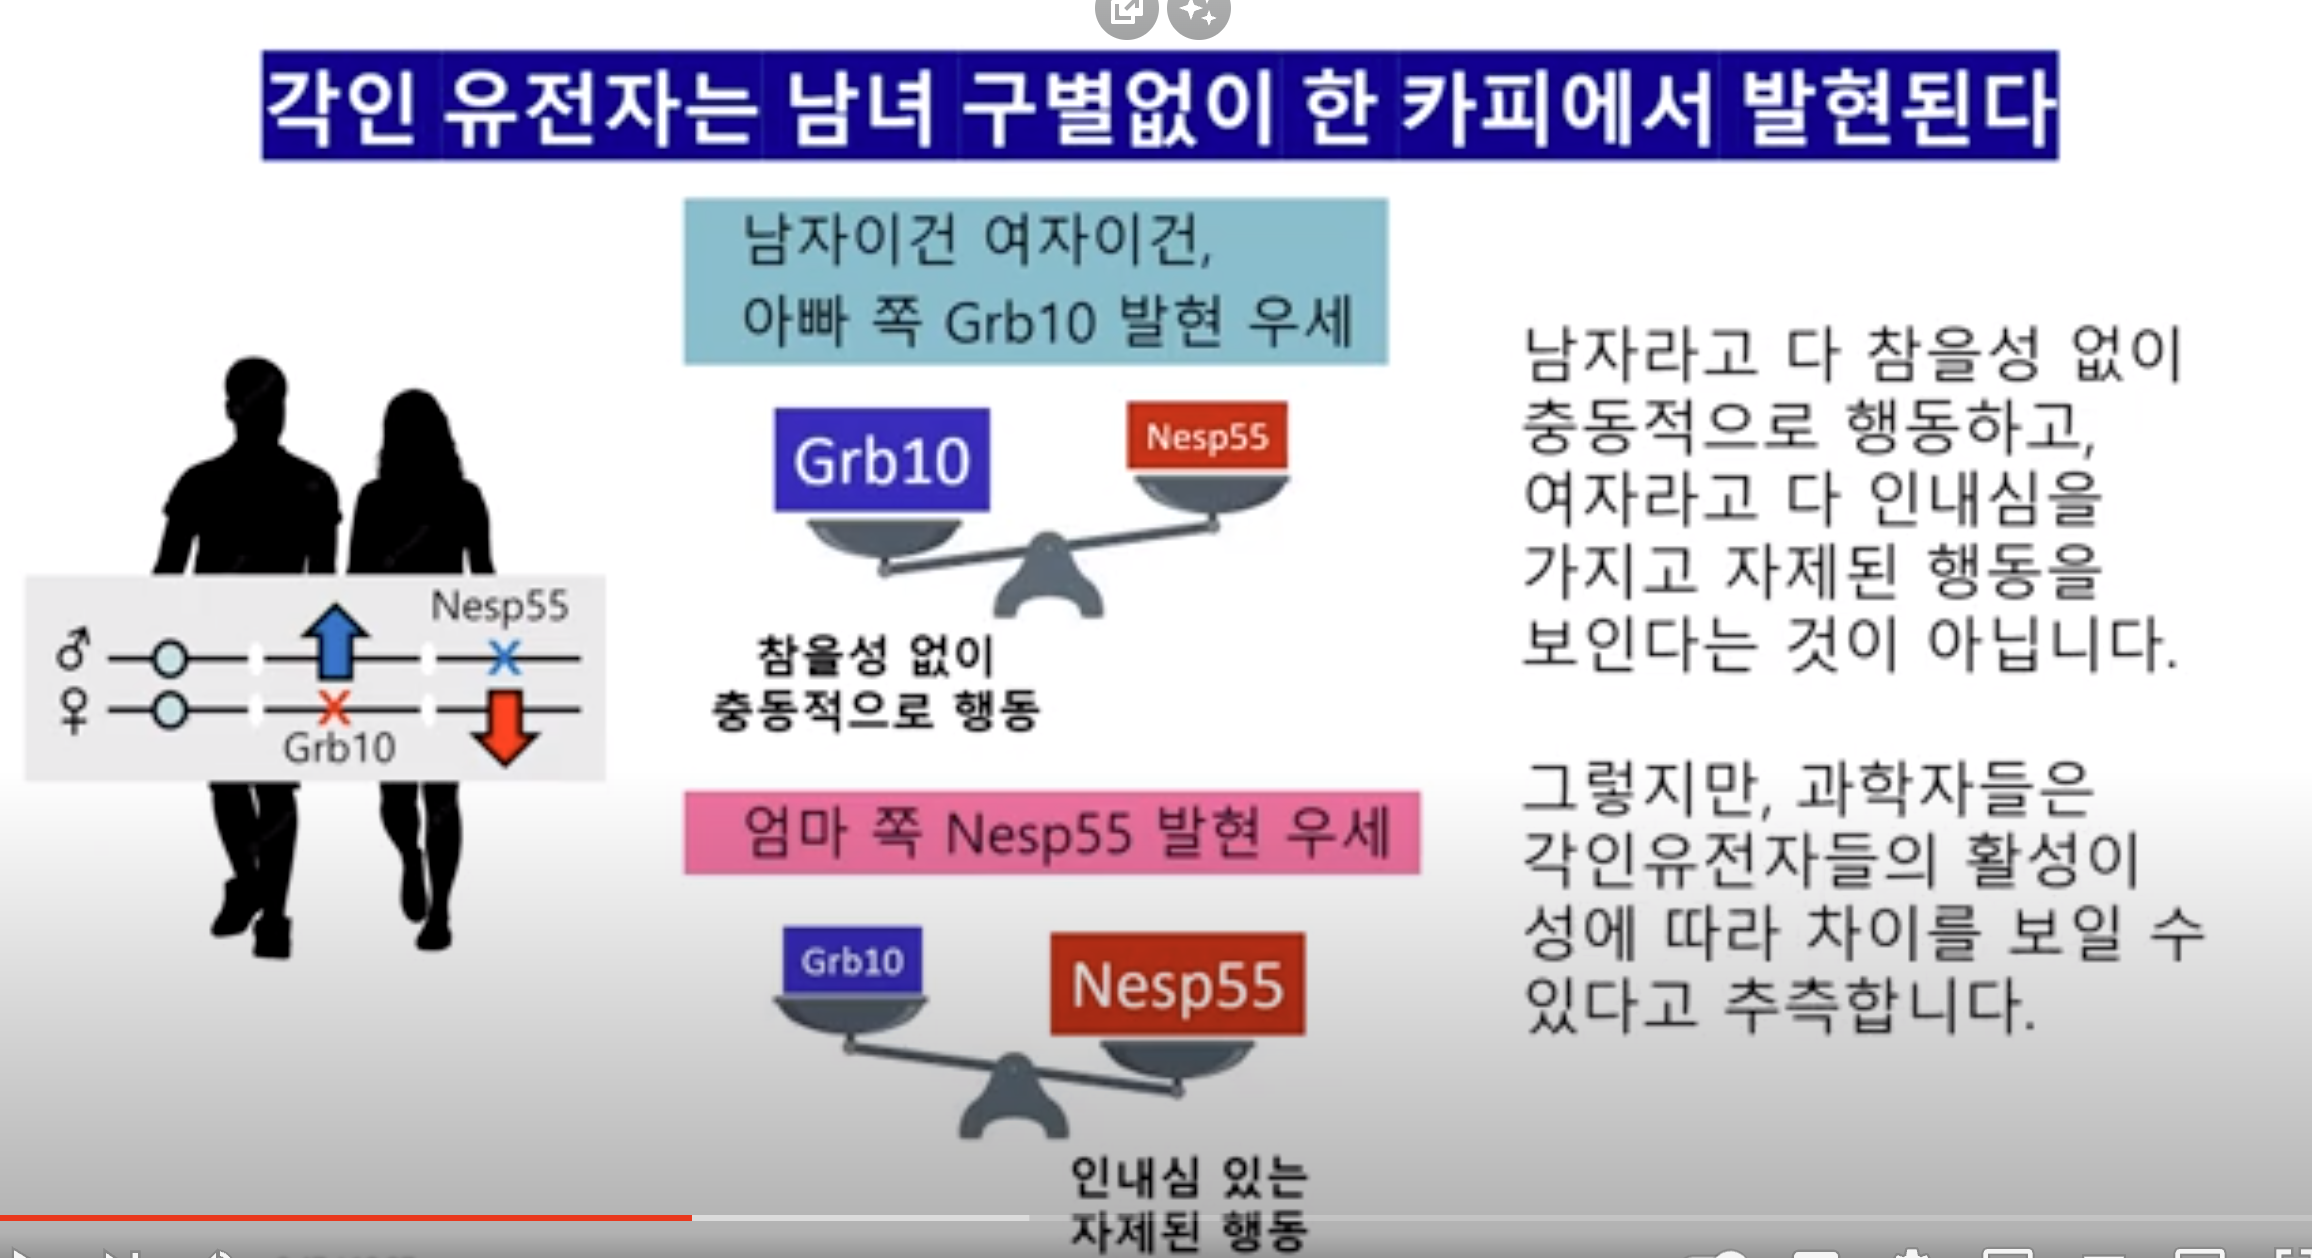 각인 유전자는 남녀 구별없이 한 카피에서 발현된다
남자이건 여자이건,
아빠 쪽 Grb10 발현 우세
Grb10
Nesp55
참을성 없이
충동적으로 행동
Nesp55
♂
♀
Grb10
엄마 쪽 Nesp55 발현 우세
Grb10
Nesp55
인내심 있는
자제된 행동
남자라고 다 참을성 없이
충동적으로 행동하고,
여자라고 다 인내심을
가지고 자제된 행동을
보인다는 것이 아닙니다.
그렇지만, 과학자들은
각인유전자들의 활성이
성에 따라 차이를 보일 수
있다고 추측합니다.